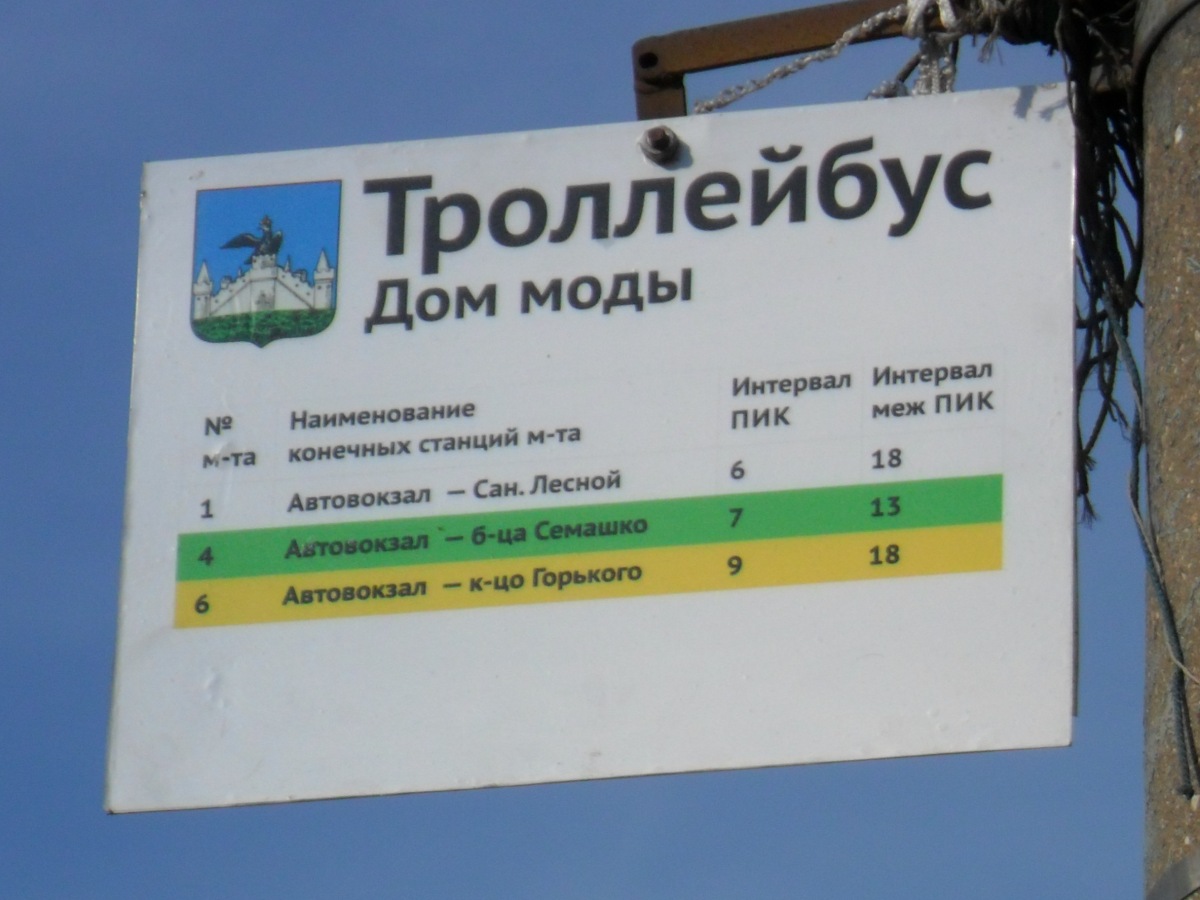 Троллейбус
Дом моды
№ м-та Наименование конечных станций м-та Интервал ПИК Интервал меж ПИК
1 Автовокзал — Сан. Лесной 6 18
4 Автовокзал — б-ца Семашко 7 13
6 Автовокзал — к-цо Горького 9 18